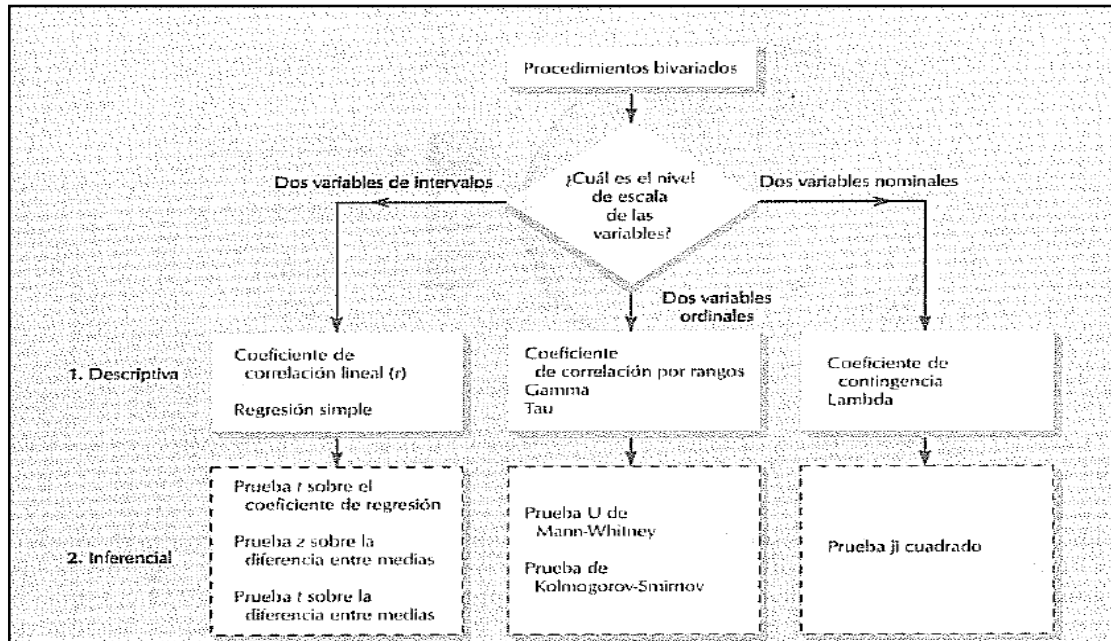 Procedimientos bivariados
¿Cuál es el nivel
de escala
de las
variables?
Dos variables de intervalos
Dos variables nominales
Dos variables
ordinales
1. Descriptiva
Coeficiente de
correlación lineal (r)
Regresión simple
Coeficiente
de correlación por rangos
Gamma
Tau
Coeficiente de
contingencia
Lambda
2. Inferencial
Prueba t sobre el
coeficiente de regresión
Prueba z sobre la
diferencia entre medias
Prueba t sobre la
diferencia entre medias
Prueba U de
Mann-Whitney
Prueba de
Kolmogorov-Smirnov
Prueba ji cuadrado